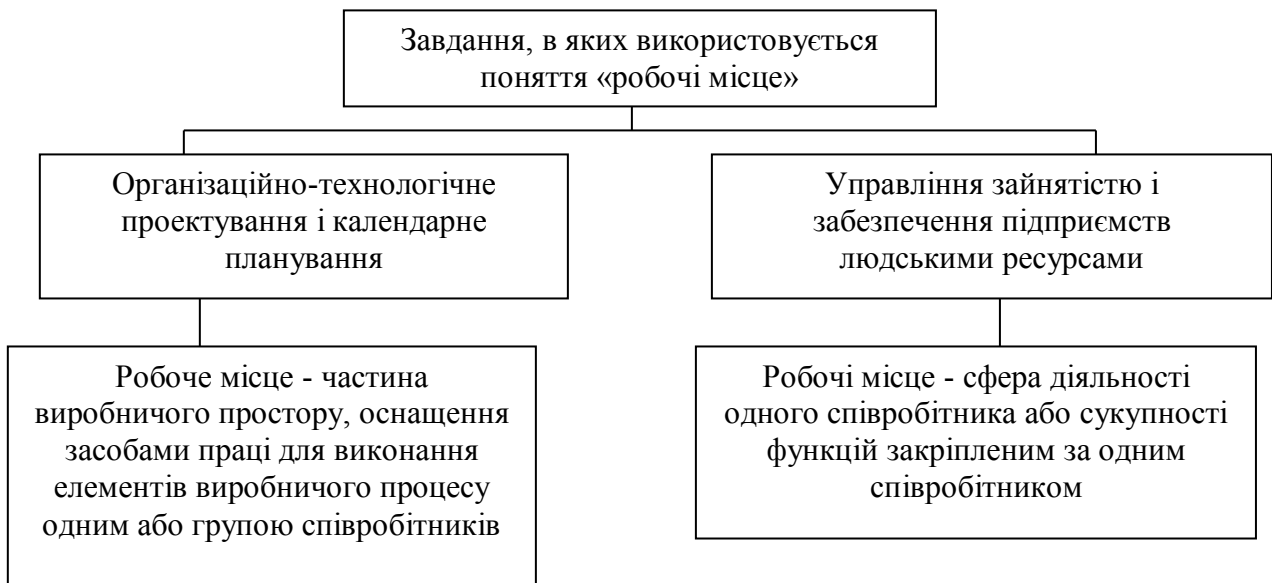 Завдання, в яких використовується
поняття «робочі місце»
Організаційно-технологічне
проектування і календарне
планування
Управління зайнятістю і
забезпечення підприємств
людськими ресурсами
Робоче місце - частина
виробничого простору, оснащення
засобами праці для виконання
елементів виробничого процесу
одним або групою співробітників
Робочі місце - сфера діяльності
одного співробітника або сукупності
функцій закріпленим за одним
співробітником